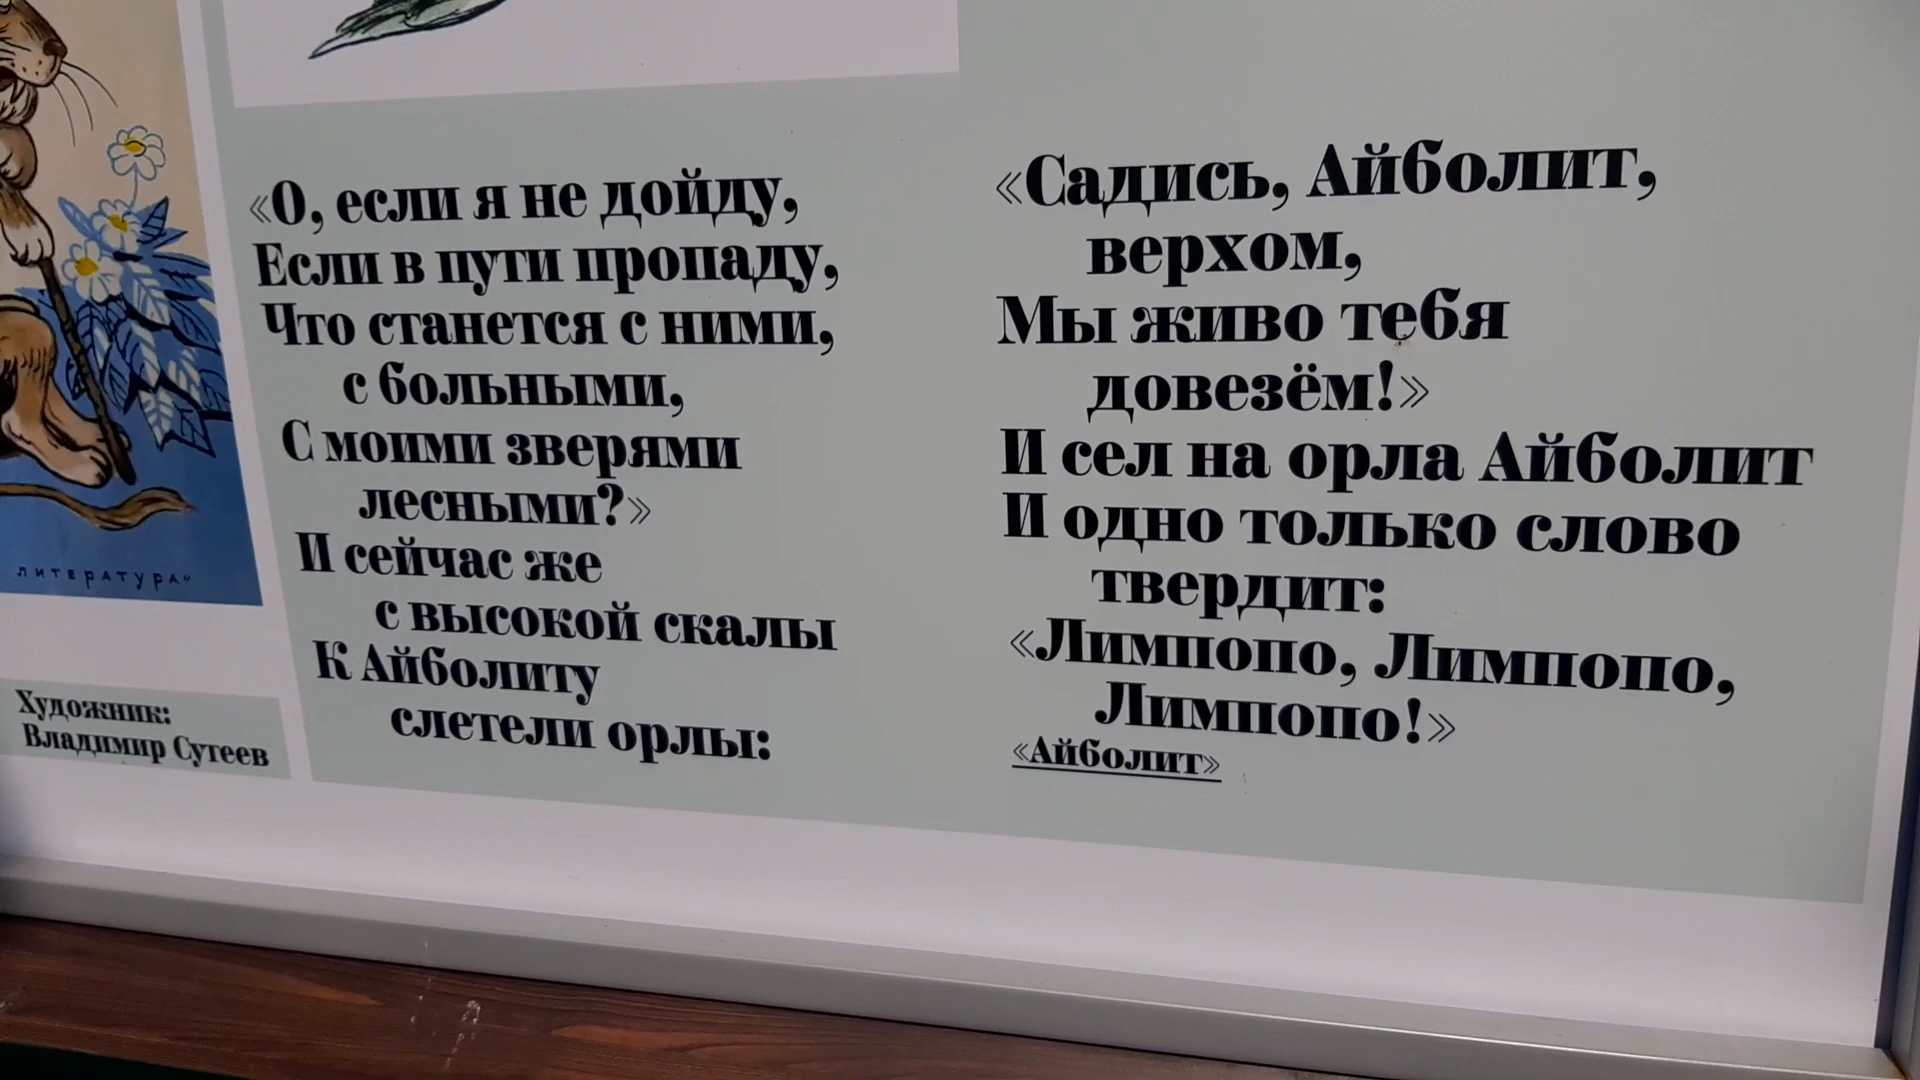 литература"
Художник:
Владимир Сутеев
«О, если я не дойду,
Если в пути пропаду,
Что станется с ними,
с больными,
С моими зверями
лесными?»
И сейчас же
с высокой скалы
К Айболиту
слетели орлы:
«Садись, Айболит,
верхом,
Мы живо тебя
довезём!»
И сел на орла Айболит
И одно только слово
твердит:
«Лимпопо, Лимпопо,
Лимпопо!»
«Айболит»